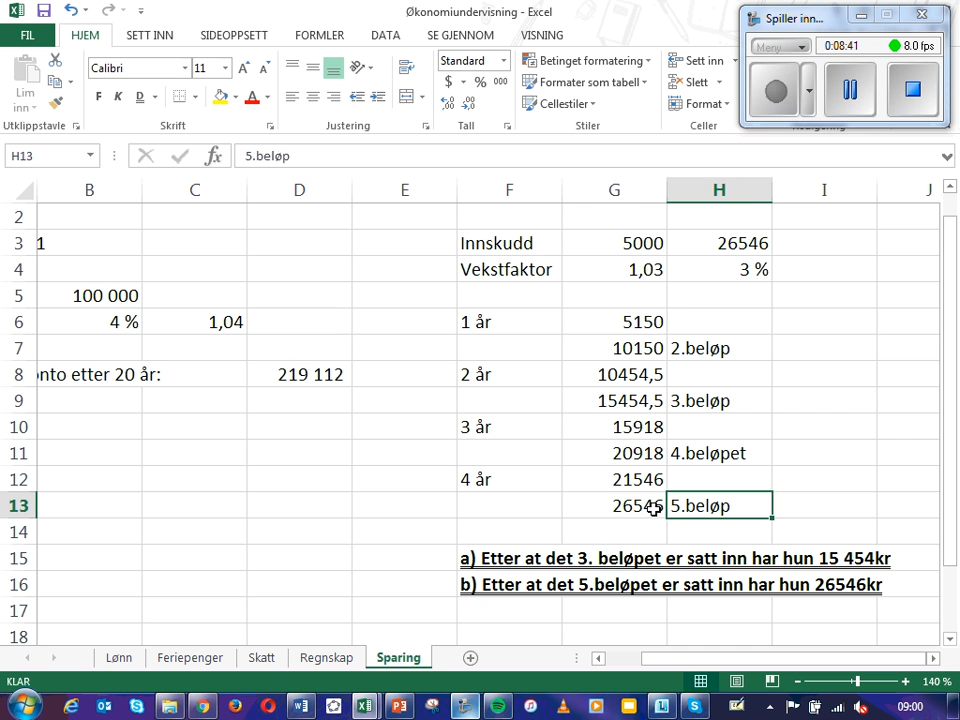 Økonomiundervisning - Excel
FIL HJEM SETT INN SIDEOPPSETT FORMLER DATA SE GJENNOM VISNING
Spiller inn...
Meny 0:08:41 8.0 fps
Lim inn
Calibri 11
F K D
Standard
$ % 000
Betinget formatering
Formater som tabell
Cellestiler
Sett inn
Slett
Format
Utklippstavle Skrift Justering Tall Stiler Celler
H13 fx 5.beløp
B C D E F G H I J
2
3 1 Innskudd 5000 26546
4 Vekstfaktor 1,03 3 %
5 100 000
6 4 % 1,04 1 år 5150
7 10150 2.beløp
8 onto etter 20 år: 219 112 2 år 10454,5
9 15454,5 3.beløp
10 3 år 15918
11 20918 4.beløpet
12 4 år 21546
13 26546 5.beløp
14
15 a) Etter at det 3. beløpet er satt inn har hun 15 454kr
16 b) Etter at det 5.beløpet er satt inn har hun 26546kr
17
18
Lønn Feriepenger Skatt Regnskap Sparing
KLAR 140 %
09:00